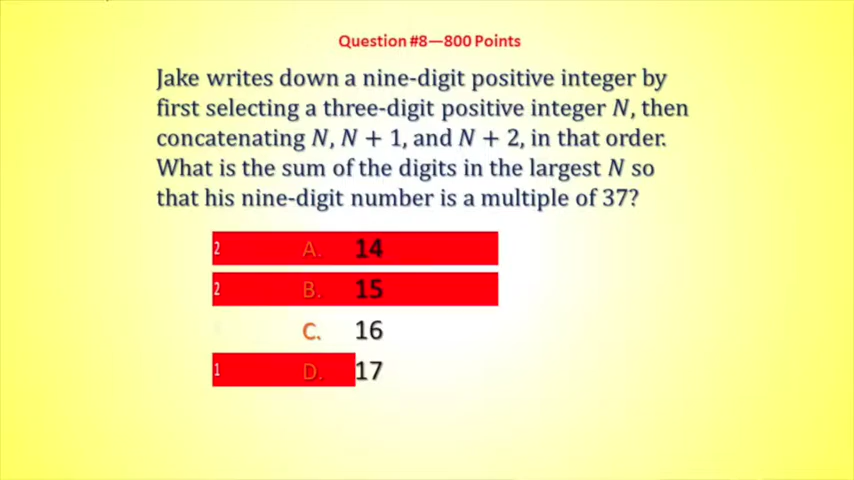 Question #8—800 Points
Jake writes down a nine-digit positive integer by
first selecting a three-digit positive integer N, then
concatenating N, N + 1, and N + 2, in that order.
What is the sum of the digits in the largest N so
that his nine-digit number is a multiple of 37?
2 A. 14
2 B. 15
C. 16
1 D. 17